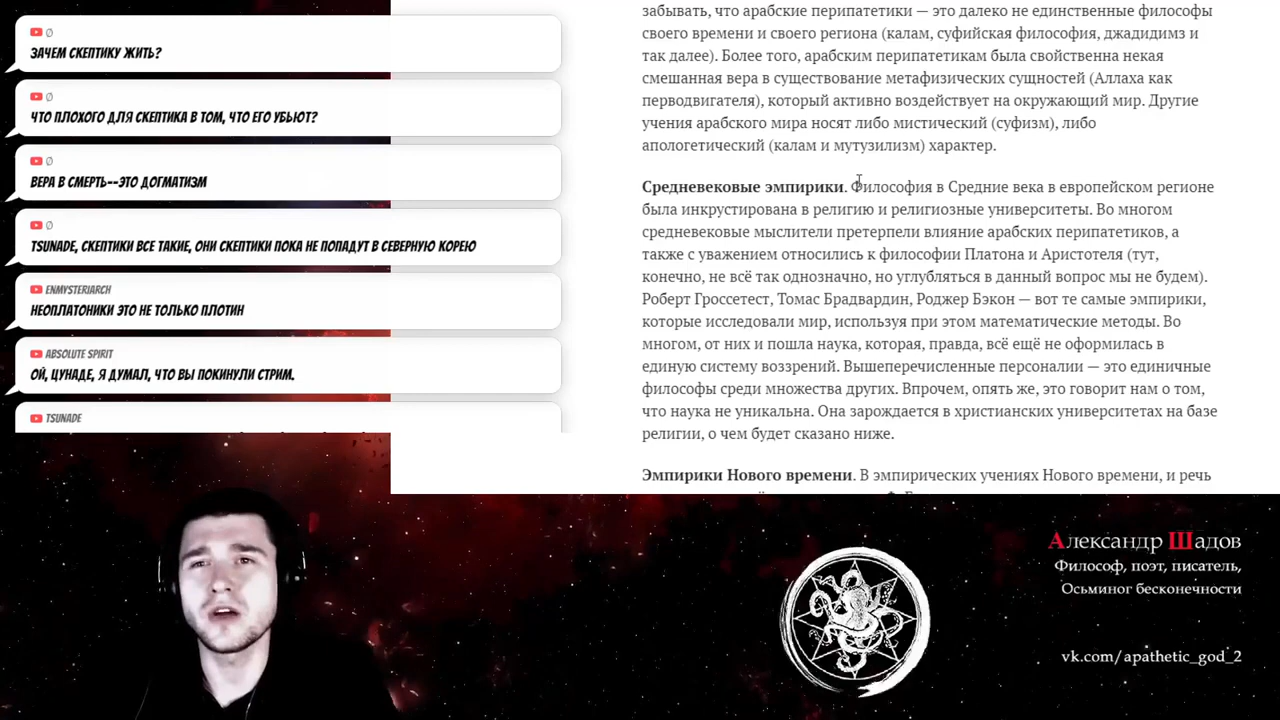 Ø
ЗАЧЕМ СКЕПТИКУ ЖИТЬ?
Ø
ЧТО ПЛОХОГО ДЛЯ СКЕПТИКА В ТОМ, ЧТО ЕГО УБЬЮТ?
Ø
ВЕРА В СМЕРТЬ--ЭТО ДОГМАТИЗМ
Ø
TSUNADE, СКЕПТИКИ ВСЕ ТАКИЕ, ОНИ СКЕПТИКИ ПОКА НЕ ПОПАДУТ В СЕВЕРНУЮ КОРЕЮ
ENMYSTERIARCH
НЕОПЛАТОНИКИ ЭТО НЕ ТОЛЬКО ПЛОТИН
ABSOLUTE SPIRIT
ОЙ, ЦУНАДЕ, Я ДУМАЛ, ЧТО ВЫ ПОКИНУЛИ СТРИМ.
TSUNADE
забывать, что арабские перипатетики — это далеко не единственные философы
своего времени и своего региона (калам, суфийская философия, джадидимз и
так далее). Более того, арабским перипатетикам была свойственна некая
смешанная вера в существование метафизических сущностей (Аллаха как
перводвигателя), который активно воздействует на окружающий мир. Другие
учения арабского мира носят либо мистический (суфизм), либо
апологетический (калам и мутузилизм) характер.
Средневековые эмпирики. Философия в Средние века в европейском регионе
была инкрустирована в религию и религиозные университеты. Во многом
средневековые мыслители претерпели влияние арабских перипатетиков, а
также с уважением относились к философии Платона и Аристотеля (тут,
конечно, не всё так однозначно, но углубляться в данный вопрос мы не будем).
Роберт Гроссетест, Томас Брадвардин, Роджер Бэкон — вот те самые эмпирики,
которые исследовали мир, используя при этом математические методы. Во
многом, от них и пошла наука, которая, правда, всё ещё не оформилась в
единую систему воззрений. Вышеперечисленные персоналии — это единичные
философы среди множества других. Впрочем, опять же, это говорит нам о том,
что наука не уникальна. Она зарождается в христианских университетах на базе
религии, о чем будет сказано ниже.
Эмпирики Нового времени. В эмпирических учениях Нового времени, и речь
Александр Шадов
Философ, поэт, писатель,
Осьминог бесконечности
vk.com/apathetic_god_2